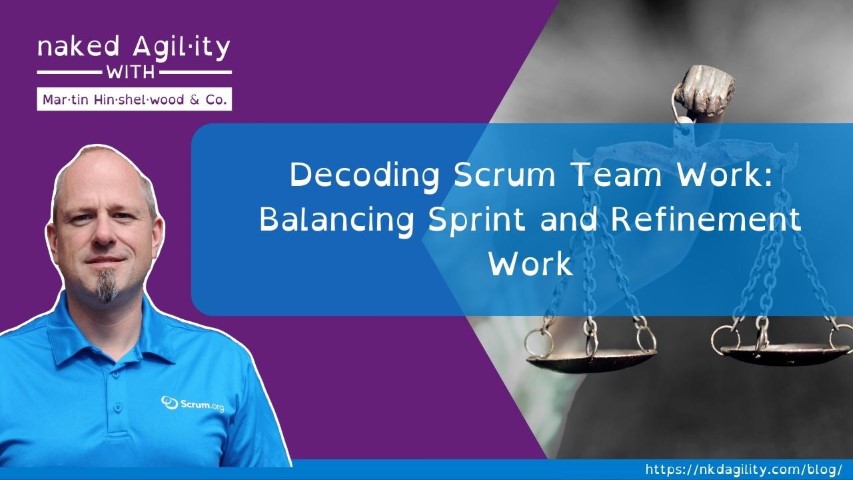 naked Agil·ity
WITH
Mar·tin Hin·shel·wood & Co.
Decoding Scrum Team Work:
Balancing Sprint and Refinement
Work
Scrum.org
https://nkdagility.com/blog/